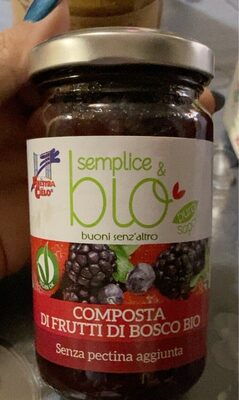 semplice &
bio
buoni senz'altro
COMPOSTA
DI FRUTTI DI BOSCO BIO
Senza pectina aggiunta